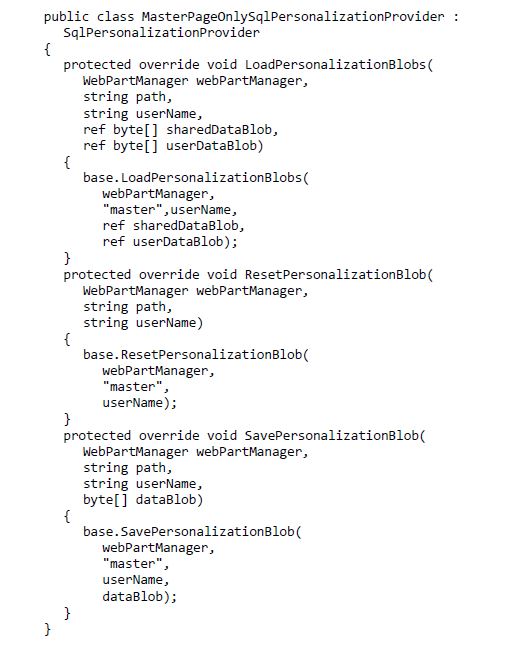 public class MasterPageOnlySqlPersonalizationProvider :
SqlPersonalizationProvider
{
protected override void LoadPersonalizationBlobs(
WebPartManager webPartManager,
string path,
string userName,
ref byte[] sharedDataBlob,
ref byte[] userDataBlob)
{
base.LoadPersonalizationBlobs(
webPartManager,
"master",userName,
ref sharedDataBlob,
ref userDataBlob);
}
protected override void ResetPersonalizationBlob(
WebPartManager webPartManager,
string path,
string userName)
{
base.ResetPersonalizationBlob(
webPartManager,
"master",
userName);
}
protected override void SavePersonalizationBlob(
WebPartManager webPartManager,
string path,
string userName,
byte[] dataBlob)
{
base.SavePersonalizationBlob(
webPartManager,
"master",
userName,
dataBlob);
}
}